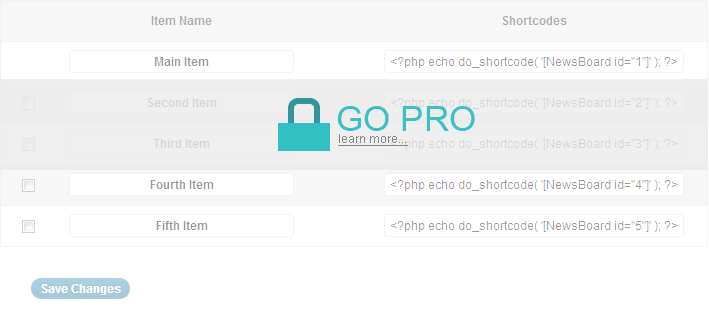 Item Name Shortcodes
Main Item <?php echo do_shortcode( '[NewsBoard id="1"]' ); ?>
Second Item <?php echo do_shortcode( '[NewsBoard id="2"]' ); ?>
GO PRO
learn more...
Third Item <?php echo do_shortcode( '[NewsBoard id="3"]' ); ?>
Fourth Item <?php echo do_shortcode( '[NewsBoard id="4"]' ); ?>
Fifth Item <?php echo do_shortcode( '[NewsBoard id="5"]' ); ?>
Save Changes